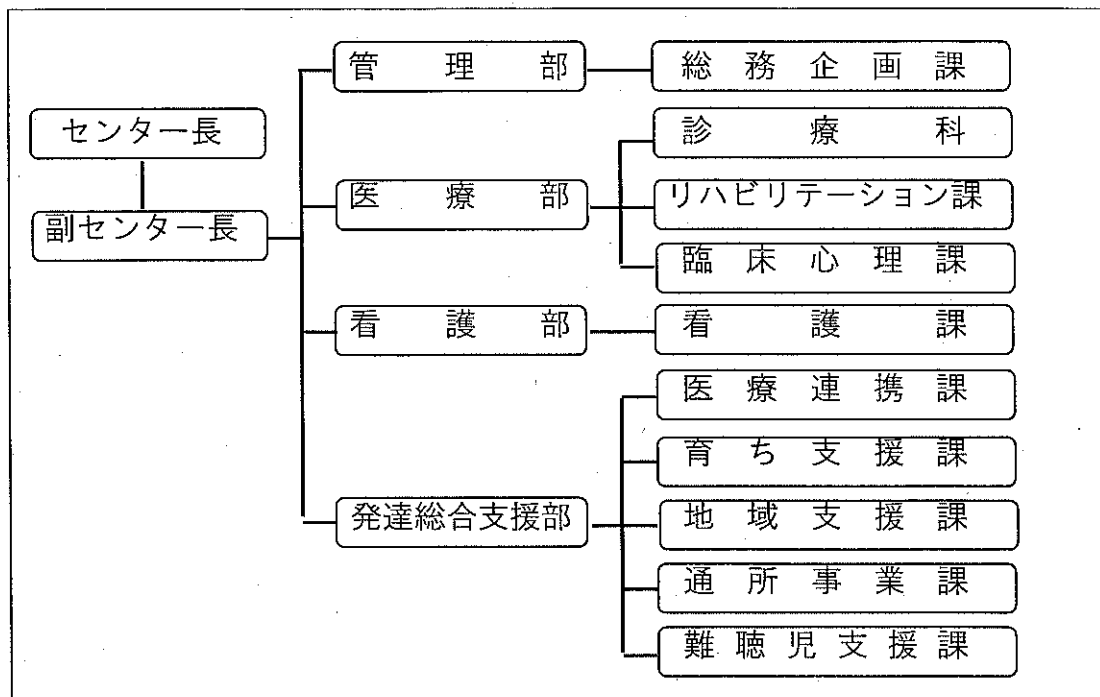 センター長
副センター長
管理部
総務企画課
医療部
診療科
リハビリテーション課
臨床心理課
看護部
看護課
発達総合支援部
医療連携課
育ち支援課
地域支援課
通所事業課
難聴児支援課